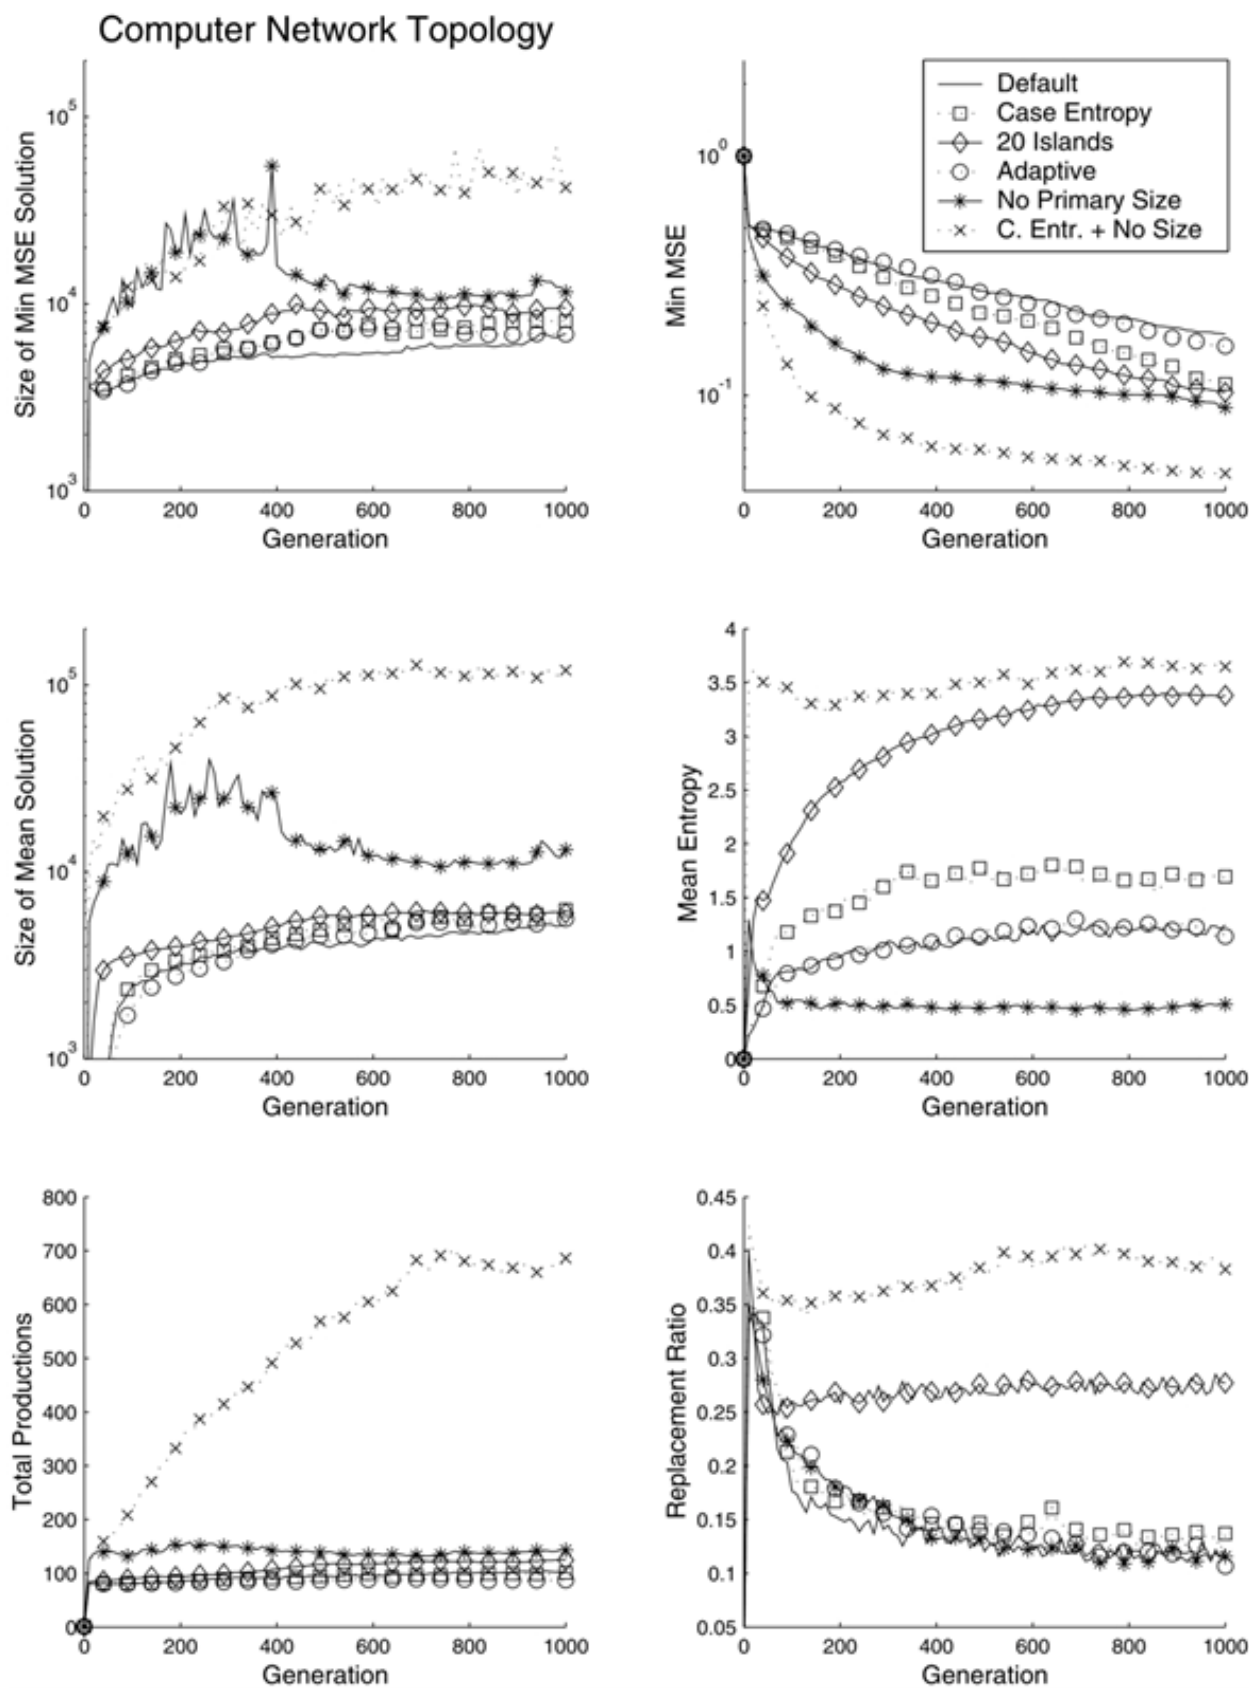 Computer Network Topology
Size of Min MSE Solution
10^5
10^4
10^3
0 200 400 600 800 1000
Generation
Min MSE
10^0
10^-1
0 200 400 600 800 1000
Generation
Default
Case Entropy
20 Islands
Adaptive
No Primary Size
C. Entr. + No Size
Size of Mean Solution
10^5
10^4
10^3
0 200 400 600 800 1000
Generation
Mean Entropy
4
3.5
3
2.5
2
1.5
1
0.5
0
0 200 400 600 800 1000
Generation
Total Productions
800
700
600
500
400
300
200
100
0
0 200 400 600 800 1000
Generation
Replacement Ratio
0.45
0.4
0.35
0.3
0.25
0.2
0.15
0.1
0.05
0 200 400 600 800 1000
Generation